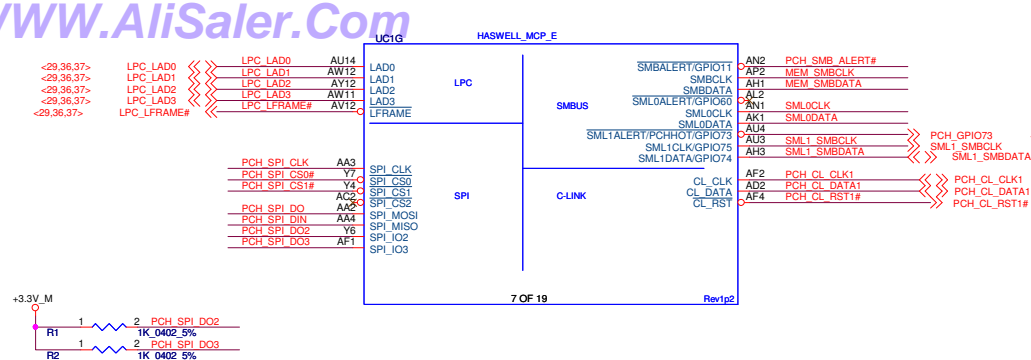 WWW.AliSaler.Com
UC1G HASWELL_MCP_E
<29,36,37> LPC_LAD0 LPC_LAD0 AU14 LAD0
<29,36,37> LPC_LAD1 LPC_LAD1 AW12 LAD1
<29,36,37> LPC_LAD2 LPC_LAD2 AY12 LAD2
<29,36,37> LPC_LAD3 LPC_LAD3 AW11 LAD3
<29,36,37> LPC_LFRAME# LPC_LFRAME# AV12 LFRAME
LPC
SMBUS
SMBALERT/GPIO11 AN2 PCH_SMB_ALERT#
SMBCLK AP2 MEM_SMBCLK
SMBDATA AH1 MEM_SMBDATA
SML0ALERT/GPIO60 AL2
SML0CLK AN1 SML0CLK
SML0DATA AK1 SML0DATA
SML1ALERT/PCHHOT/GPIO73 AU4 PCH_GPIO73
SML1CLK/GPIO75 AU3 SML1_SMBCLK SML1_SMBCLK
SML1DATA/GPIO74 AH3 SML1_SMBDATA SML1_SMBDATA
PCH_SPI_CLK AA3 SPI_CLK
PCH_SPI_CS0# Y7 SPI_CS0
PCH_SPI_CS1# Y4 SPI_CS1
AC2 SPI_CS2
PCH_SPI_DO AA2 SPI_MOSI
PCH_SPI_DIN AA4 SPI_MISO
PCH_SPI_DO2 Y6 SPI_IO2
PCH_SPI_DO3 AF1 SPI_IO3
SPI
C-LINK
CL_CLK AF2 PCH_CL_CLK1 PCH_CL_CLK1
CL_DATA AD2 PCH_CL_DATA1 PCH_CL_DATA1
CL_RST AF4 PCH_CL_RST1# PCH_CL_RST1#
7 OF 19 Rev1p2
+3.3V_M
1 2 PCH_SPI_DO2
R1 1K_0402_5%
1 2 PCH_SPI_DO3
R2 1K_0402_5%